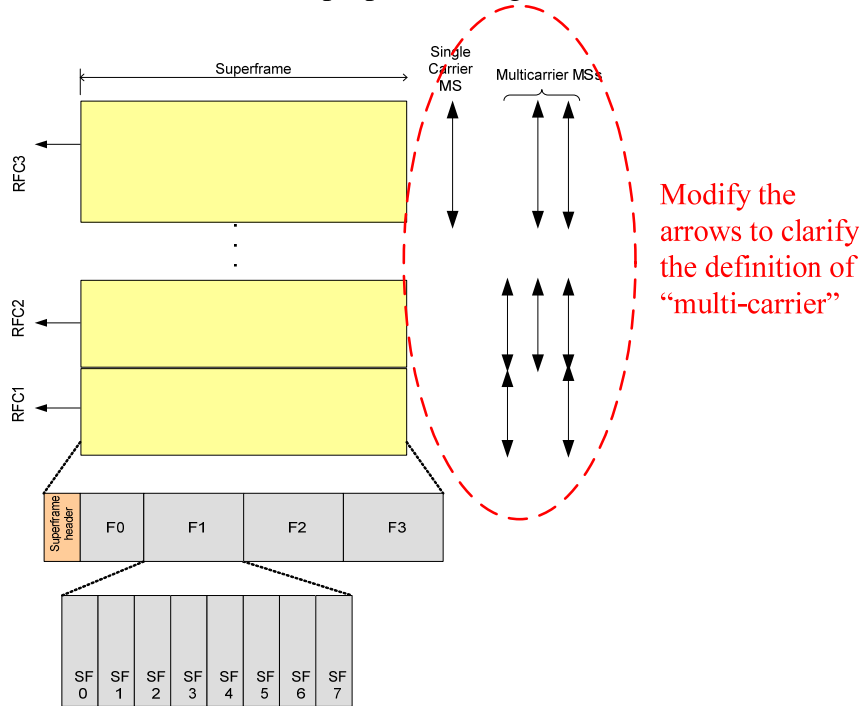 Superframe
Single
Carrier
MS
Multicarrier MSs
RFC3
Modify the
arrows to clarify
the definition of
“multi-carrier”
RFC2
RFC1
Superframe
header
F0
F1
F2
F3
SF
0
SF
1
SF
2
SF
3
SF
4
SF
5
SF
6
SF
7